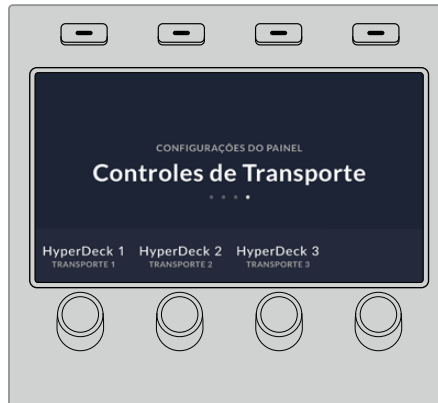 CONFIGURAÇÕES DO PAINEL
Controles de Transporte
HyperDeck 1 HyperDeck 2 HyperDeck 3
TRANSPORTE 1 TRANSPORTE 2 TRANSPORTE 3